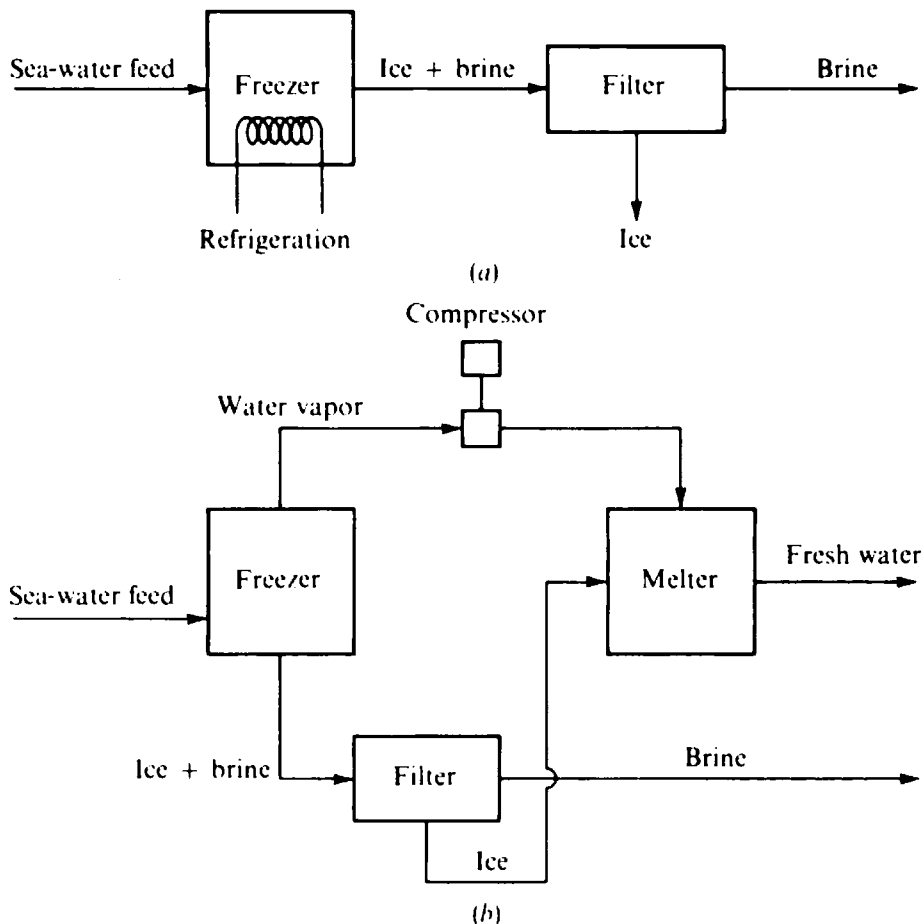 Sea-water feed
Freezer
Ice + brine
Filter
Brine
Refrigeration
Ice
(a)
Compressor
Water vapor
Freezer
Melter
Fresh water
Sea-water feed
Ice + brine
Filter
Brine
Ice
(b)